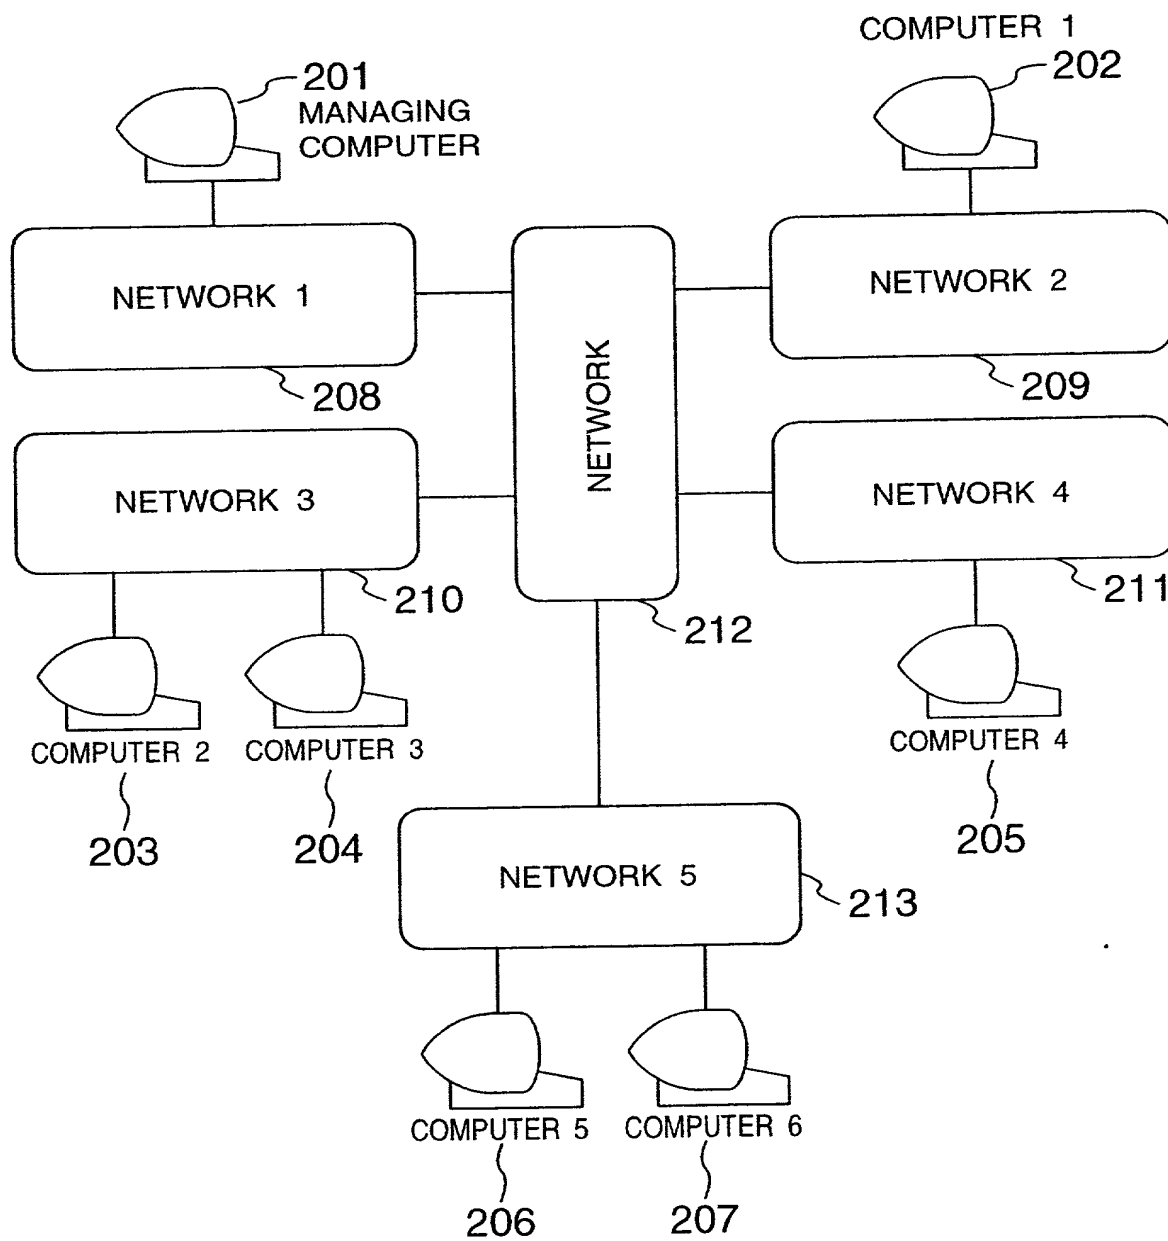 COMPUTER 1
202
201
MANAGING
COMPUTER
NETWORK 1
NETWORK
NETWORK 2
208
209
NETWORK 3
NETWORK 4
210
212
211
COMPUTER 2
COMPUTER 3
COMPUTER 4
203
204
205
NETWORK 5
213
COMPUTER 5
COMPUTER 6
206
207